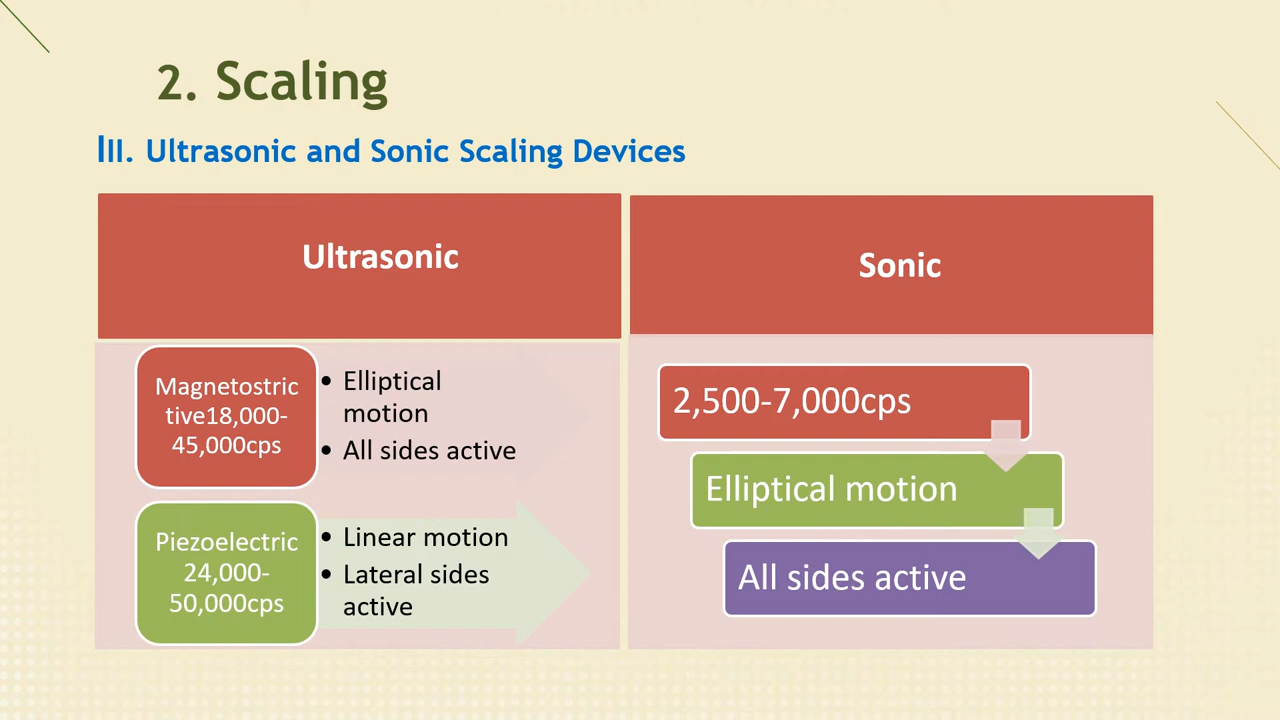 2. Scaling
III. Ultrasonic and Sonic Scaling Devices
Ultrasonic
Magnetostric
tive18,000-
45,000cps
• Elliptical
motion
• All sides active
Piezoelectric
24,000-
50,000cps
• Linear motion
• Lateral sides
active
Sonic
2,500-7,000cps
Elliptical motion
All sides active